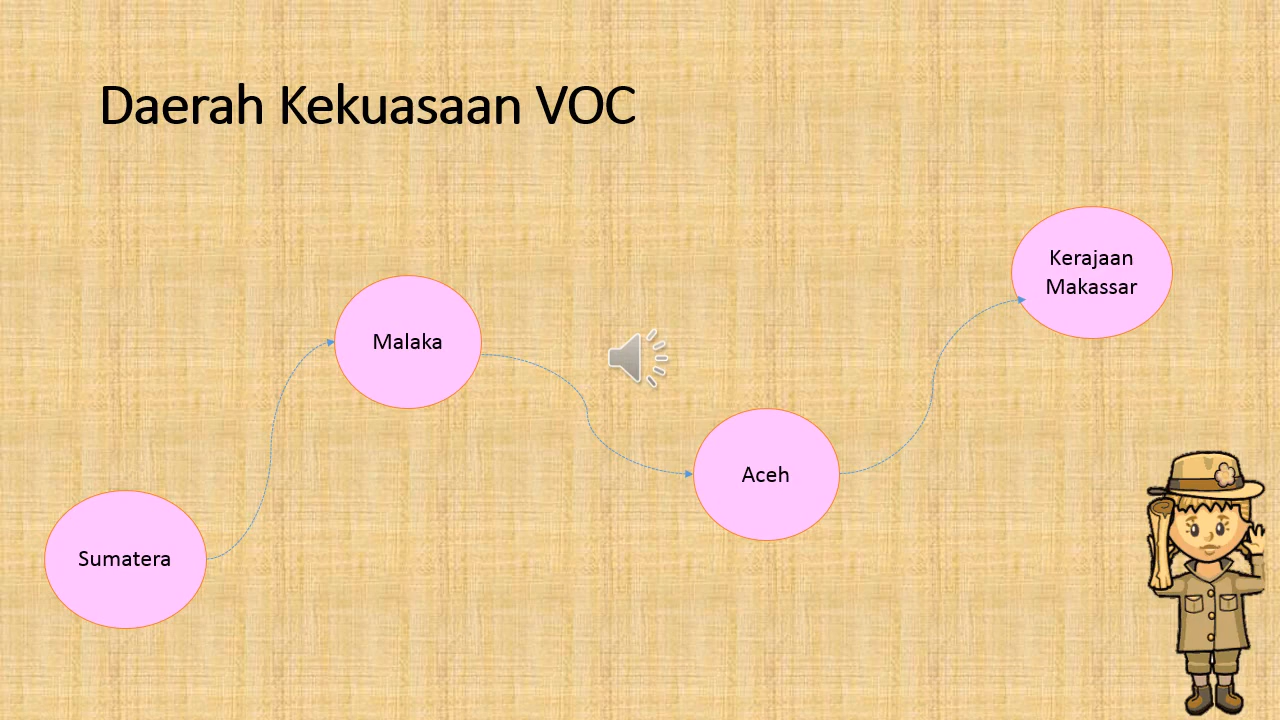 Daerah Kekuasaan VOC
Kerajaan
Makassar
Malaka
Aceh
Sumatera